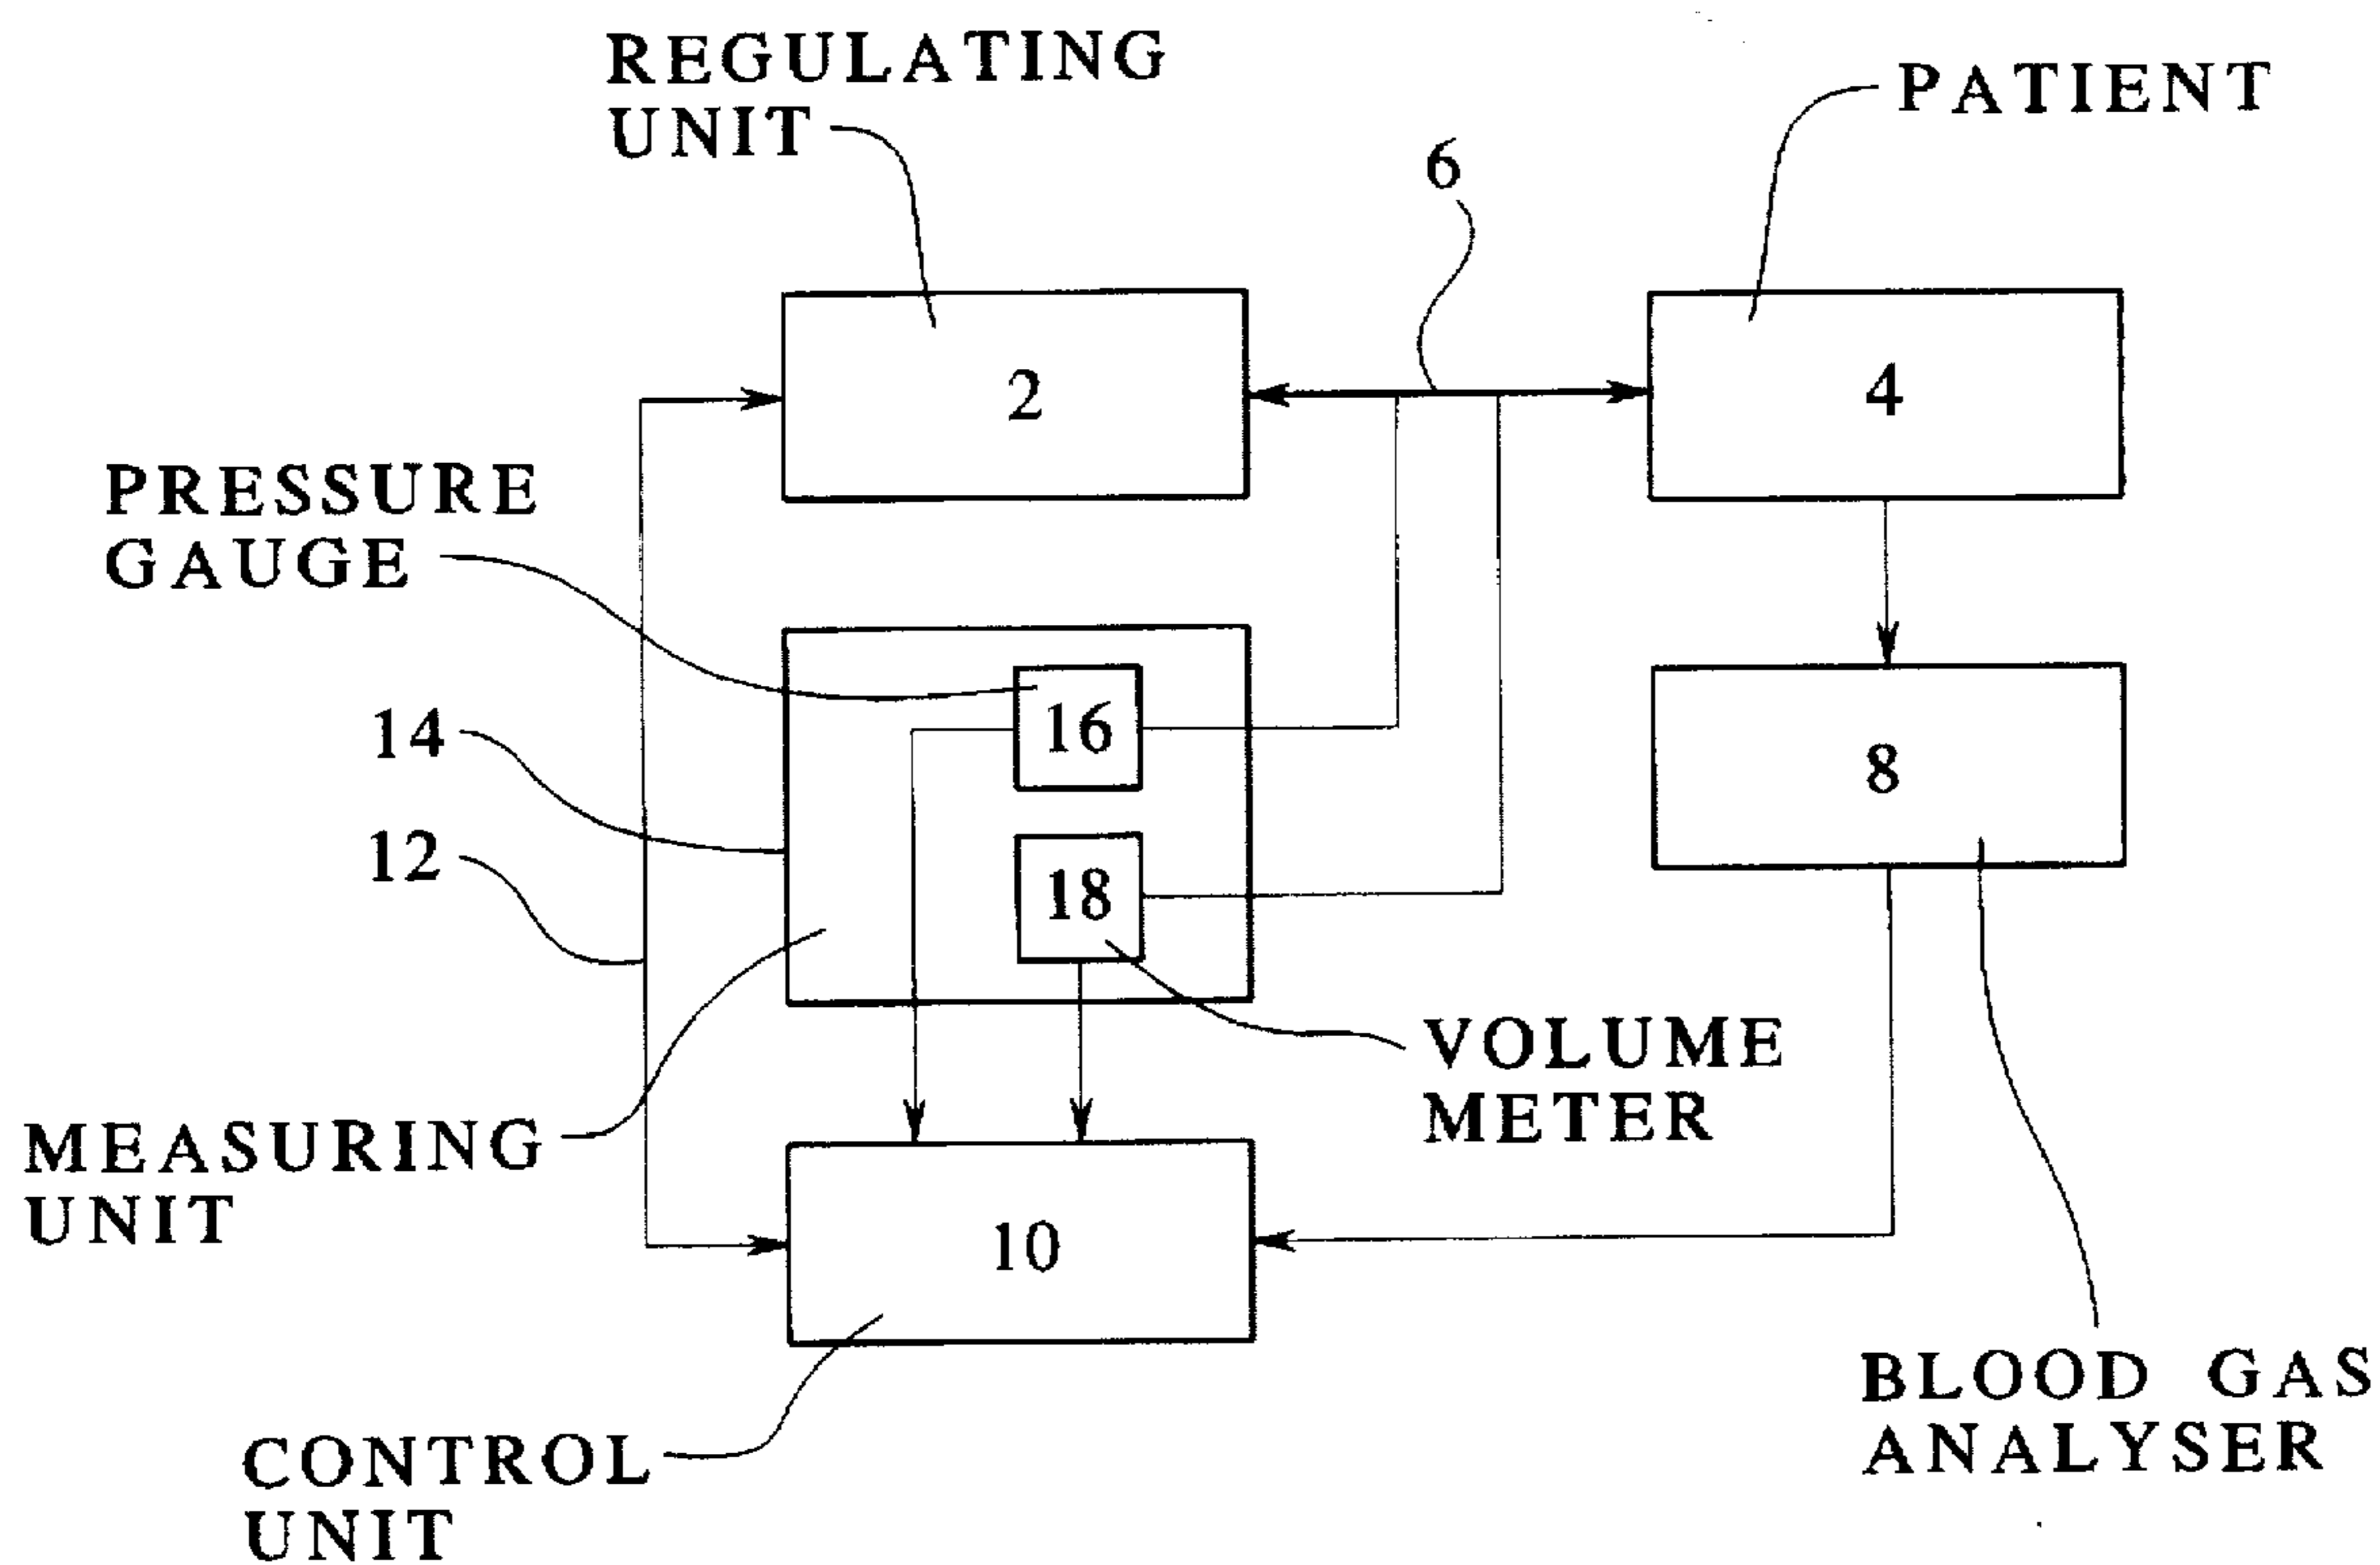 REGULATING
UNIT
PATIENT
6
2
4
PRESSURE
GAUGE
16
14
8
12
18
VOLUME
METER
MEASURING
UNIT
10
BLOOD GAS
ANALYSER
CONTROL
UNIT